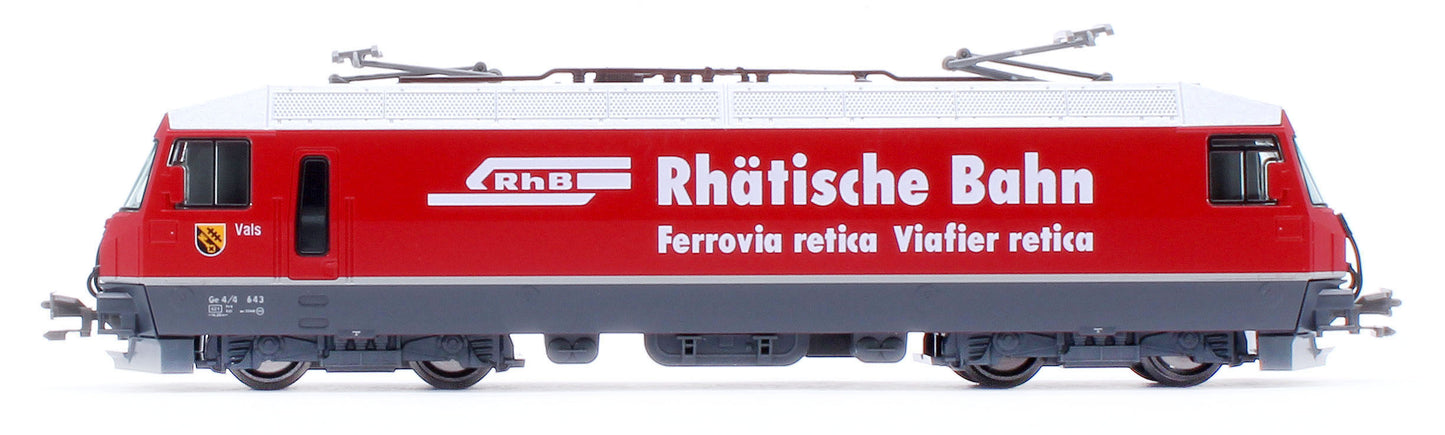 RhB
Rhätische Bahn
Ferrovia retica Viafier retica
Vals
Ge 4/4 643